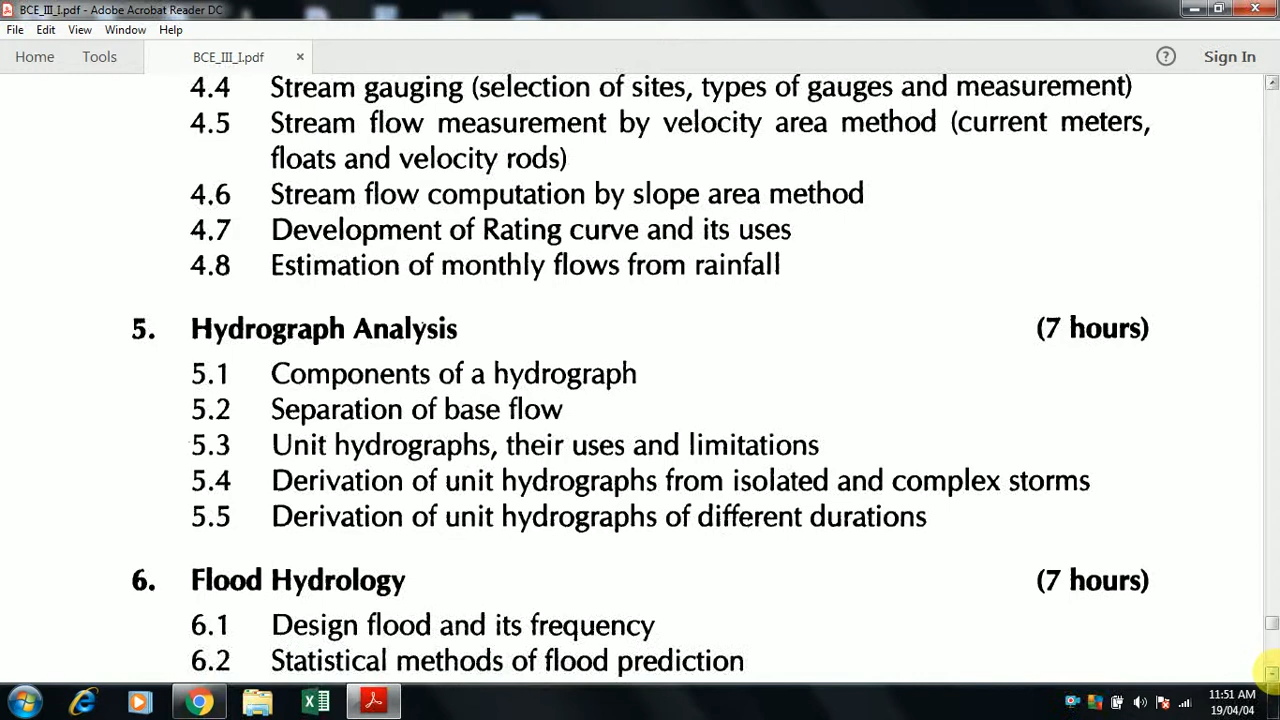 BCE_III_I.pdf - Adobe Acrobat Reader DC
File Edit View Window Help
Home Tools BCE_III_I.pdf × ? Sign In
4.4 Stream gauging (selection of sites, types of gauges and measurement)
4.5 Stream flow measurement by velocity area method (current meters,
floats and velocity rods)
4.6 Stream flow computation by slope area method
4.7 Development of Rating curve and its uses
4.8 Estimation of monthly flows from rainfall
5. Hydrograph Analysis (7 hours)
5.1 Components of a hydrograph
5.2 Separation of base flow
5.3 Unit hydrographs, their uses and limitations
5.4 Derivation of unit hydrographs from isolated and complex storms
5.5 Derivation of unit hydrographs of different durations
6. Flood Hydrology (7 hours)
6.1 Design flood and its frequency
6.2 Statistical methods of flood prediction
11:51 AM
19/04/04